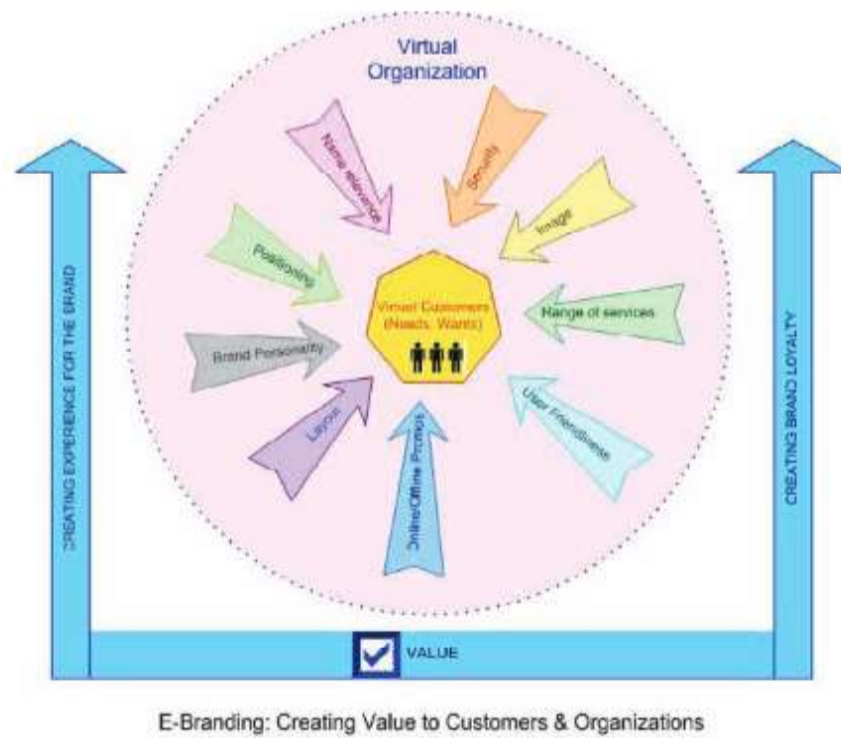 Virtual
Organization
Name relevance
Security
Image
Positioning
Virtual Customers
(Needs, Wants)
Range of services
Brand Personality
Layout
User Friendliness
Online/Offline Promos
CREATING EXPERIENCE FOR THE BRAND
CREATING BRAND LOYALTY
VALUE
E-Branding: Creating Value to Customers & Organizations